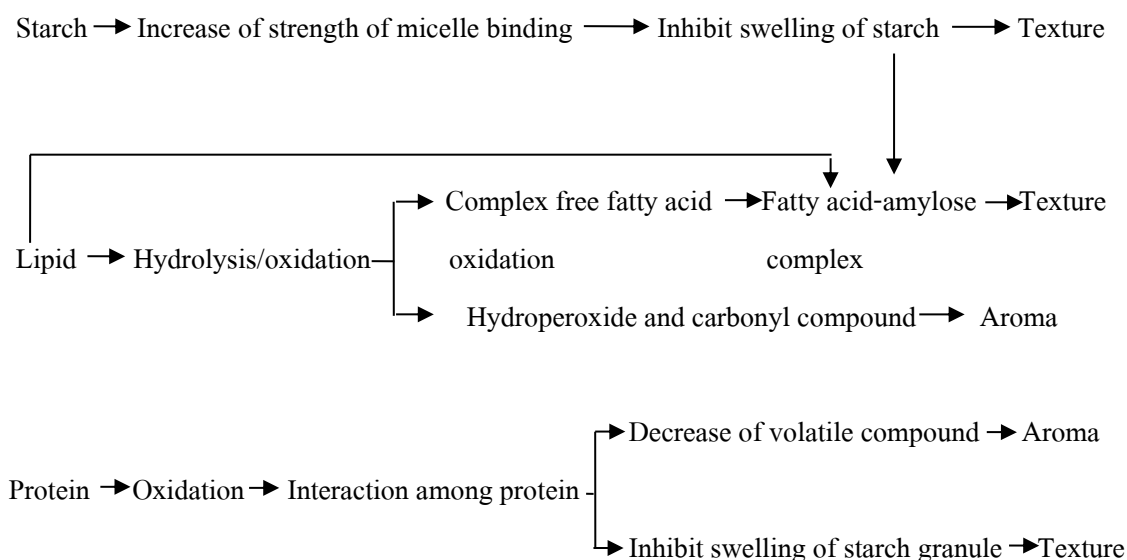 Starch Increase of strength of micelle binding Inhibit swelling of starch Texture
Complex free fatty acid Fatty acid-amylose Texture
Lipid Hydrolysis/oxidation oxidation complex
Hydroperoxide and carbonyl compound Aroma
Decrease of volatile compound Aroma
Protein Oxidation Interaction among protein
Inhibit swelling of starch granule Texture